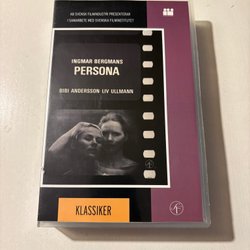 AB SVENSK FILMINDUSTRI PRESENTERAR
I SAMARBETE MED SVENSKA FILMINSTITUTET
INGMAR BERGMANS
PERSONA
BIBI ANDERSSON LIV ULLMANN
KLASSIKER